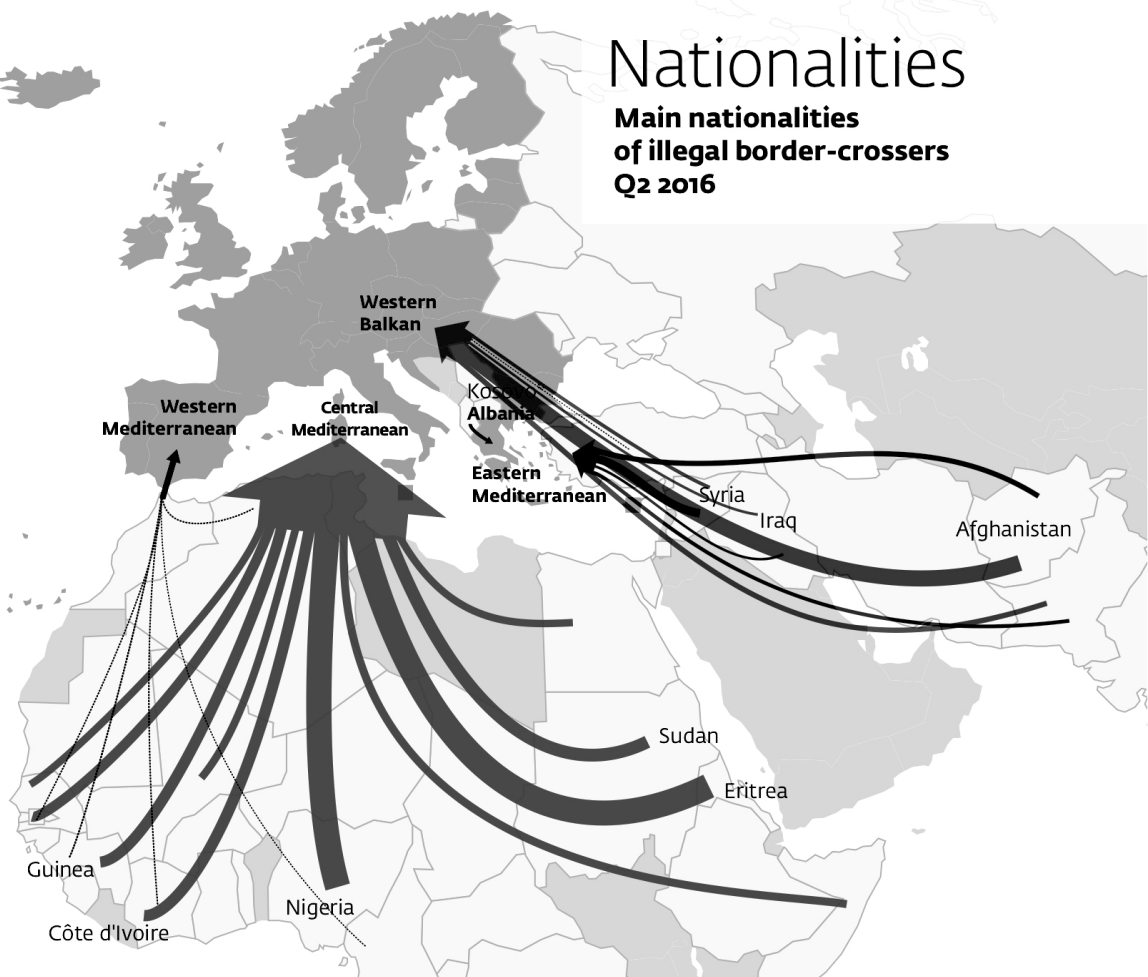 Nationalities
Main nationalities
of illegal border-crossers
Q2 2016
Western
Balkan
Kosovo
Albania
Western
Mediterranean
Central
Mediterranean
Eastern
Mediterranean
Syria
Iraq
Afghanistan
Sudan
Eritrea
Guinea
Nigeria
Côte d'Ivoire